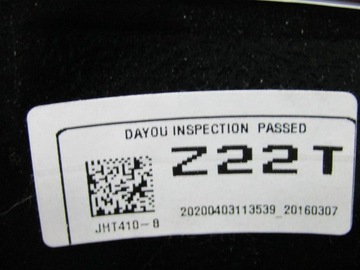 DAYOU INSPECTION PASSED
Z22T
JHT410-8
20200403113539_20160307